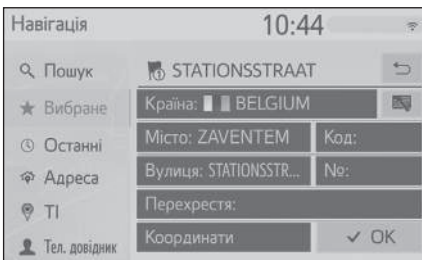 Навігація 10:44
Пошук
Вибране
Останні
Адреса
ТІ
Тел. довідник
STATIONSSTRAAT
Країна: BELGIUM
Місто: ZAVENTEM Код:
Вулиця: STATIONSSTR... №:
Перехрестя:
Координати OK